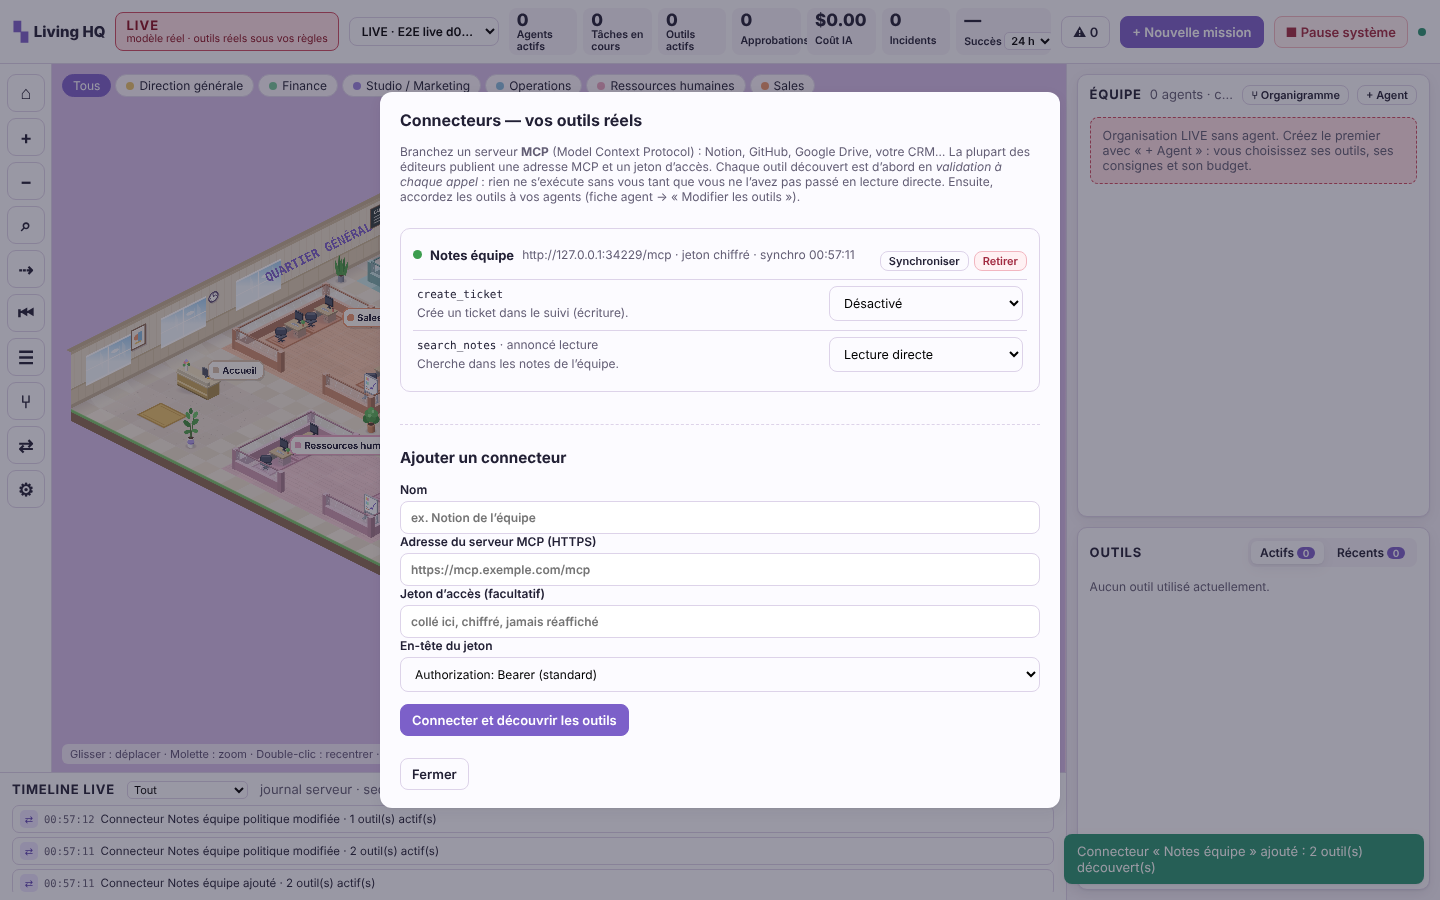 Living HQ
LIVE
modèle réel · outils réels sous vos règles
LIVE · E2E live d0...
0
Agents
actifs
0
Tâches en
cours
0
Outils
actifs
0
Approbations
$0.00
Coût IA
0
Incidents
—
Succès 24 h
▲ 0
+ Nouvelle mission
Pause système
Tous
Direction générale
Finance
Studio / Marketing
Operations
Ressources humaines
Sales
QUARTIER GÉNÉRAL
Sales
Accueil
Ressources hum
Connecteurs — vos outils réels
Branchez un serveur MCP (Model Context Protocol) : Notion, GitHub, Google Drive, votre CRM... La plupart des
éditeurs publient une adresse MCP et un jeton d’accès. Chaque outil découvert est d’abord en validation à
chaque appel : rien ne s’exécute sans vous tant que vous ne l’avez pas passé en lecture directe. Ensuite,
accordez les outils à vos agents (fiche agent → « Modifier les outils »).
Notes équipe http://127.0.0.1:34229/mcp · jeton chiffré · synchro 00:57:11
Synchroniser
Retirer
create_ticket
Crée un ticket dans le suivi (écriture).
Désactivé
search_notes · annoncé lecture
Cherche dans les notes de l’équipe.
Lecture directe
Ajouter un connecteur
Nom
ex. Notion de l’équipe
Adresse du serveur MCP (HTTPS)
https://mcp.exemple.com/mcp
Jeton d’accès (facultatif)
collé ici, chiffré, jamais réaffiché
En-tête du jeton
Authorization: Bearer (standard)
Connecter et découvrir les outils
Fermer
ÉQUIPE 0 agents · c...
Organigramme
+ Agent
Organisation LIVE sans agent. Créez le premier
avec « + Agent » : vous choisissez ses outils, ses
consignes et son budget.
OUTILS
Actifs 0
Récents 0
Aucun outil utilisé actuellement.
Glisser : déplacer · Molette : zoom · Double-clic : recentrer ·
TIMELINE LIVE
Tout
journal serveur · se
00:57:12 Connecteur Notes équipe politique modifiée · 1 outil(s) actif(s)
00:57:11 Connecteur Notes équipe politique modifiée · 2 outil(s) actif(s)
00:57:11 Connecteur Notes équipe ajouté · 2 outil(s) actif(s)
Connecteur « Notes équipe » ajouté : 2 outil(s)
découvert(s)